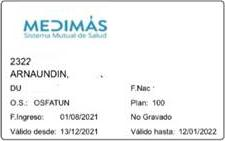 MEDIMÁS
Sistema Mutual de Salud
2322
ARNAUNDIN,
DU F.Nac:
O.S.: OSFATUN Plan: 100
F.Ingreso: 01/08/2021 No Gravado
Válido desde: 13/12/2021 Válido hasta: 12/01/2022